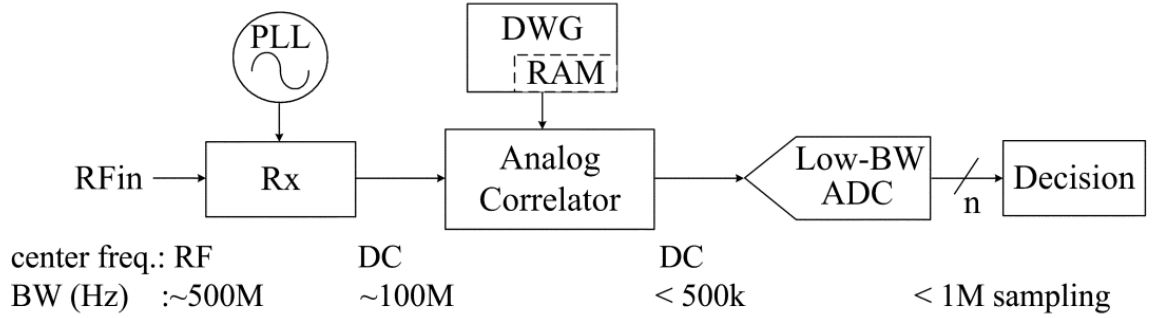 PLL
DWG
RAM
RFin
Rx
Analog
Correlator
Low-BW
ADC
n
Decision
center freq.: RF DC DC
BW (Hz) :~500M ~100M < 500k < 1M sampling